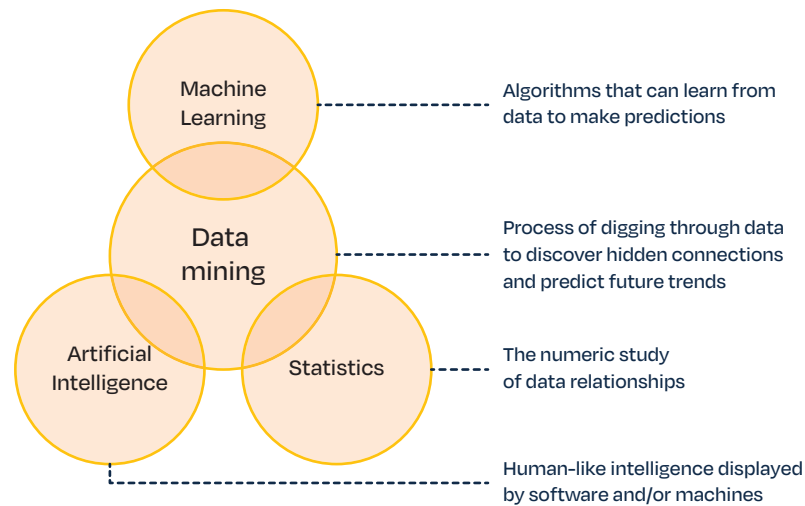 Machine
Learning
Algorithms that can learn from
data to make predictions
Data
mining
Process of digging through data
to discover hidden connections
and predict future trends
Artificial
Intelligence
Statistics
The numeric study
of data relationships
Human-like intelligence displayed
by software and/or machines